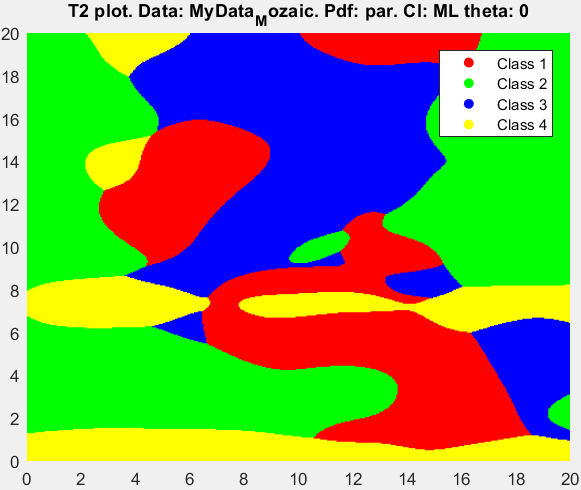 T2 plot. Data: MyData_Mozaic. Pdf: par. Cl: ML theta: 0
20
Class 1
18
Class 2
Class 3
16
Class 4
14
12
10
8
6
4
2
0
0 2 4 6 8 10 12 14 16 18 20